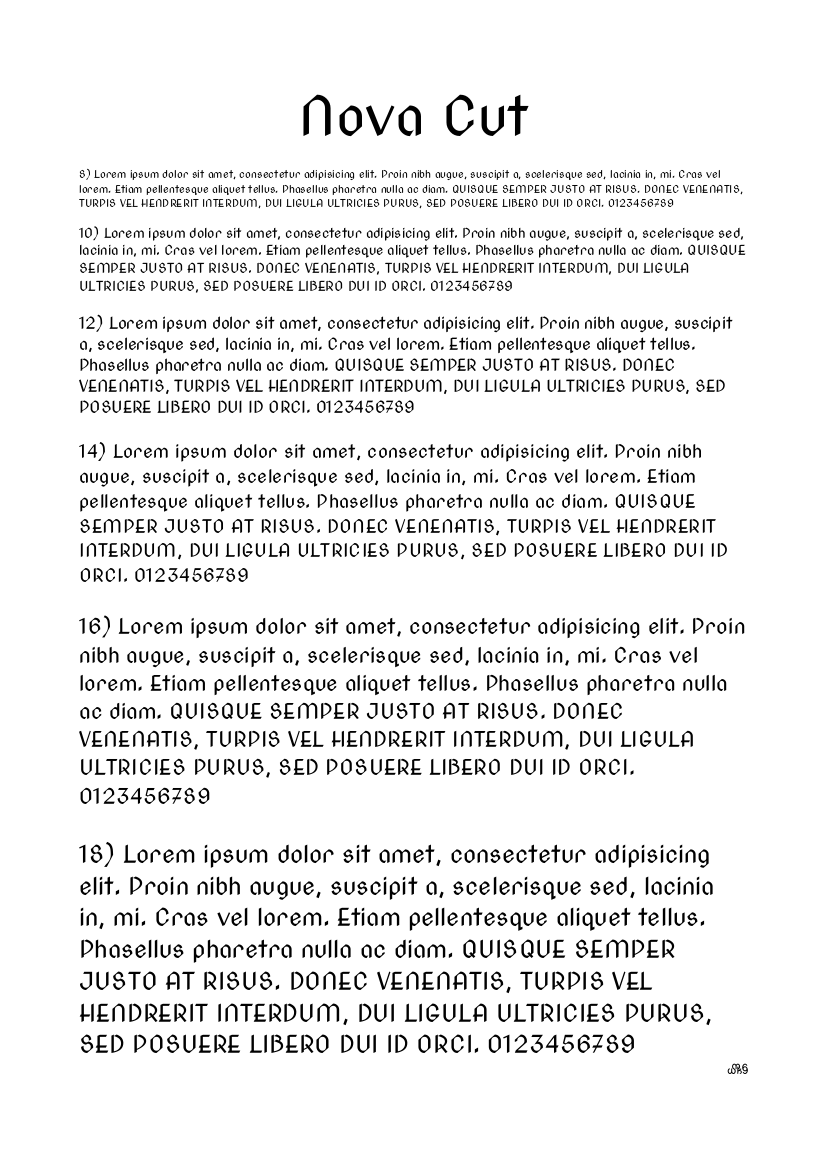 Nova Cut
8) Lorem ipsum dolor sit amet, consectetur adipisicing elit. Proin nibh augue, suscipit a, scelerisque sed, lacinia in, mi. Cras vel
lorem. Etiam pellentesque aliquet tellus. Phasellus pharetra nulla ac diam. QUISQUE SEMPER JUSTO AT RISUS. DONEC VENENATIS,
TURPIS VEL HENDRERIT INTERDUM, DUI LIGULA ULTRICIES PURUS, SED POSUERE LIBERO DUI ID ORCI. 0123456789
10) Lorem ipsum dolor sit amet, consectetur adipisicing elit. Proin nibh augue, suscipit a, scelerisque sed,
lacinia in, mi. Cras vel lorem. Etiam pellentesque aliquet tellus. Phasellus pharetra nulla ac diam. QUISQUE
SEMPER JUSTO AT RISUS. DONEC VENENATIS, TURPIS VEL HENDRERIT INTERDUM, DUI LIGULA
ULTRICIES PURUS, SED POSUERE LIBERO DUI ID ORCI. 0123456789
12) Lorem ipsum dolor sit amet, consectetur adipisicing elit. Proin nibh augue, suscipit
a, scelerisque sed, lacinia in, mi. Cras vel lorem. Etiam pellentesque aliquet tellus.
Phasellus pharetra nulla ac diam. QUISQUE SEMPER JUSTO AT RISUS. DONEC
VENENATIS, TURPIS VEL HENDRERIT INTERDUM, DUI LIGULA ULTRICIES PURUS, SED
POSUERE LIBERO DUI ID ORCI. 0123456789
14) Lorem ipsum dolor sit amet, consectetur adipisicing elit. Proin nibh
augue, suscipit a, scelerisque sed, lacinia in, mi. Cras vel lorem. Etiam
pellentesque aliquet tellus. Phasellus pharetra nulla ac diam. QUISQUE
SEMPER JUSTO AT RISUS. DONEC VENENATIS, TURPIS VEL HENDRERIT
INTERDUM, DUI LIGULA ULTRICIES PURUS, SED POSUERE LIBERO DUI ID
ORCI. 0123456789
16) Lorem ipsum dolor sit amet, consectetur adipisicing elit. Proin
nibh augue, suscipit a, scelerisque sed, lacinia in, mi. Cras vel
lorem. Etiam pellentesque aliquet tellus. Phasellus pharetra nulla
ac diam. QUISQUE SEMPER JUSTO AT RISUS. DONEC
VENENATIS, TURPIS VEL HENDRERIT INTERDUM, DUI LIGULA
ULTRICIES PURUS, SED POSUERE LIBERO DUI ID ORCI.
0123456789
18) Lorem ipsum dolor sit amet, consectetur adipisicing
elit. Proin nibh augue, suscipit a, scelerisque sed, lacinia
in, mi. Cras vel lorem. Etiam pellentesque aliquet tellus.
Phasellus pharetra nulla ac diam. QUISQUE SEMPER
JUSTO AT RISUS. DONEC VENENATIS, TURPIS VEL
HENDRERIT INTERDUM, DUI LIGULA ULTRICIES PURUS,
SED POSUERE LIBERO DUI ID ORCI. 0123456789